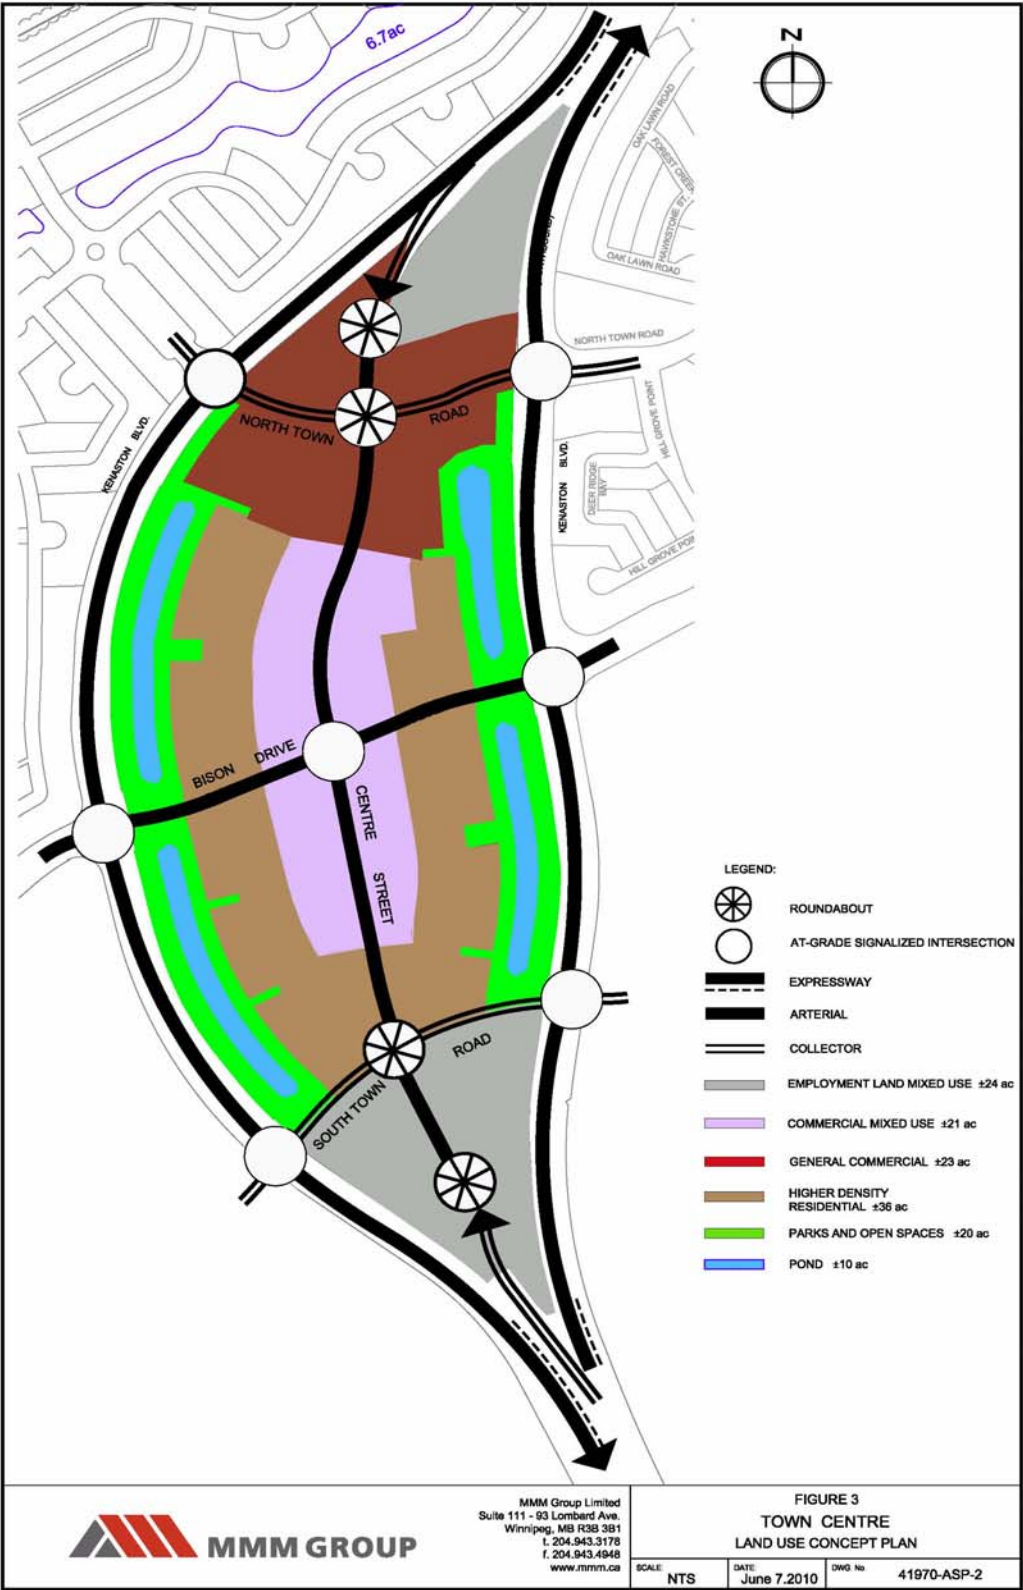 6.7ac
N
OAK LAWN ROAD
FOREST CREEK
HAWKSTONE ST.
OAK LAWN ROAD
NORTH TOWN ROAD
HILL GROVE POINT
KENASTON BLVD.
NORTH TOWN
ROAD
KENASTON BLVD.
DEER RIDGE
BAY
HILL GROVE POINT
BISON DRIVE
CENTRE STREET
SOUTH TOWN
ROAD
LEGEND:
ROUNDABOUT
AT-GRADE SIGNALIZED INTERSECTION
EXPRESSWAY
ARTERIAL
COLLECTOR
EMPLOYMENT LAND MIXED USE ±24 ac
COMMERCIAL MIXED USE ±21 ac
GENERAL COMMERCIAL ±23 ac
HIGHER DENSITY
RESIDENTIAL ±36 ac
PARKS AND OPEN SPACES ±20 ac
POND ±10 ac
MMM GROUP
MMM Group Limited
Suite 111 - 93 Lombard Ave.
Winnipeg, MB R3B 3B1
t. 204.943.3178
f. 204.943.4948
www.mmm.ca
FIGURE 3
TOWN CENTRE
LAND USE CONCEPT PLAN
SCALE
NTS
DATE
June 7.2010
DWG. No
41970-ASP-2